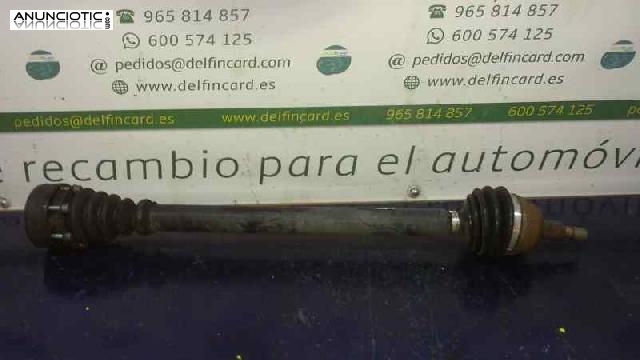 ANUNCIOTIC
.es
965 814 857
965 814 857
600 574 125
600 574 125
@ pedidos@delfincard.com
@ pedidos@delfincard.com
www.delfincard.es
www.delfincard.es
pedidos@delfincard.es
www.delfincard.es
965 814 857
600 574 125
e recambio para el automóvi